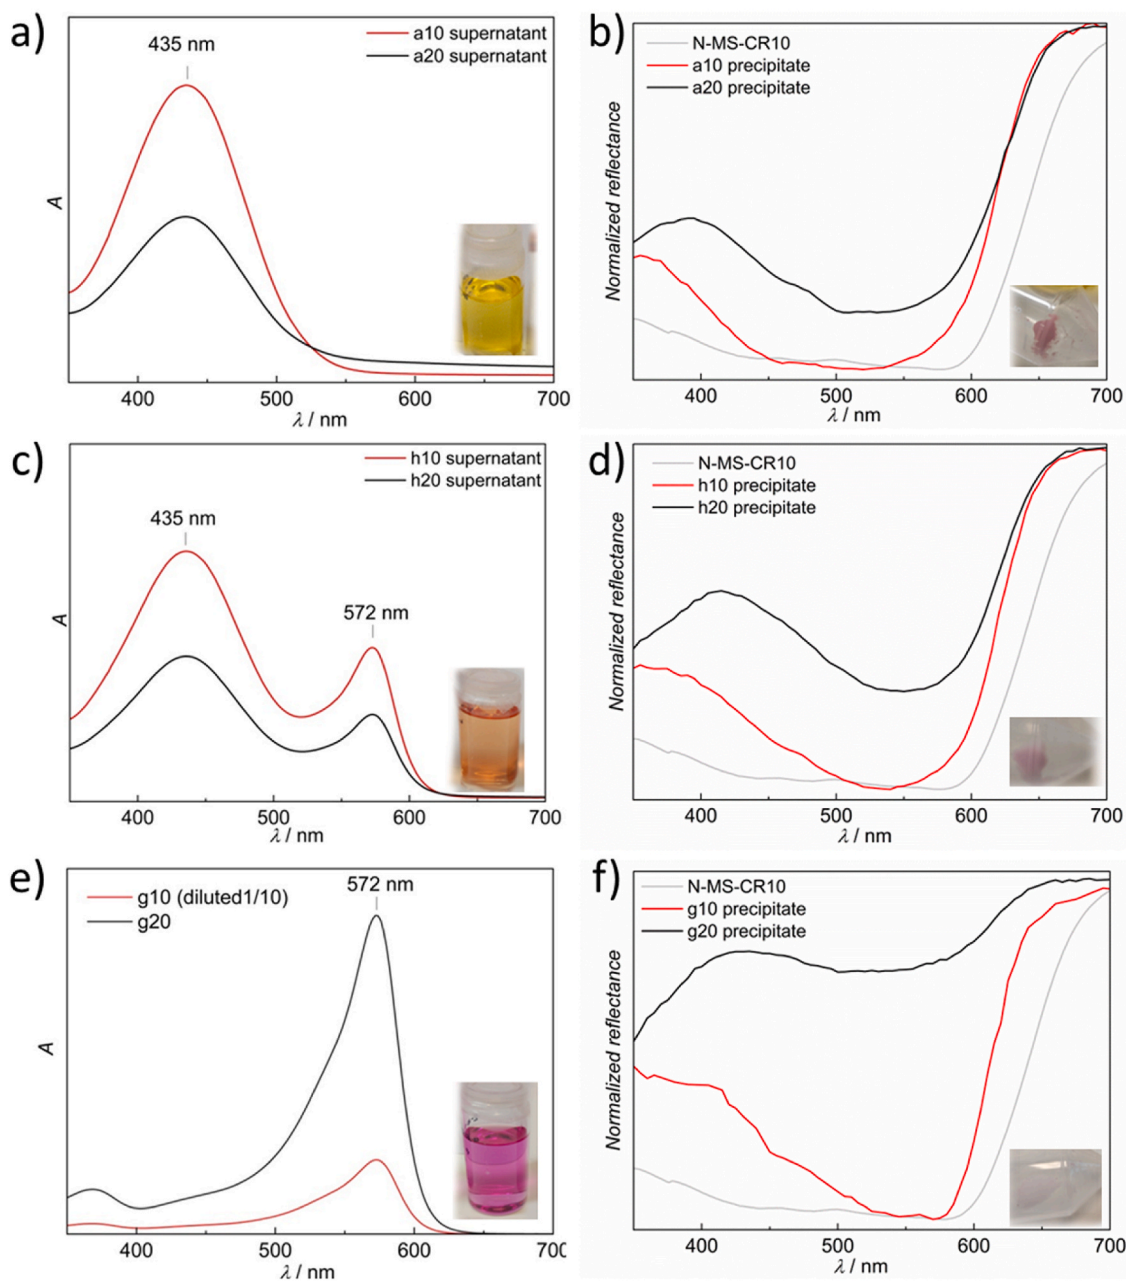 a)
435 nm
a10 supernatant
a20 supernatant
A
400
500
600
700
λ / nm
b)
N-MS-CR10
a10 precipitate
a20 precipitate
Normalized reflectance
400
500
600
700
λ / nm
c)
435 nm
572 nm
h10 supernatant
h20 supernatant
A
400
500
600
700
λ / nm
d)
N-MS-CR10
h10 precipitate
h20 precipitate
Normalized reflectance
400
500
600
700
λ / nm
e)
572 nm
g10 (diluted1/10)
g20
A
400
500
600
700
λ / nm
f)
N-MS-CR10
g10 precipitate
g20 precipitate
Normalized reflectance
400
500
600
700
λ / nm